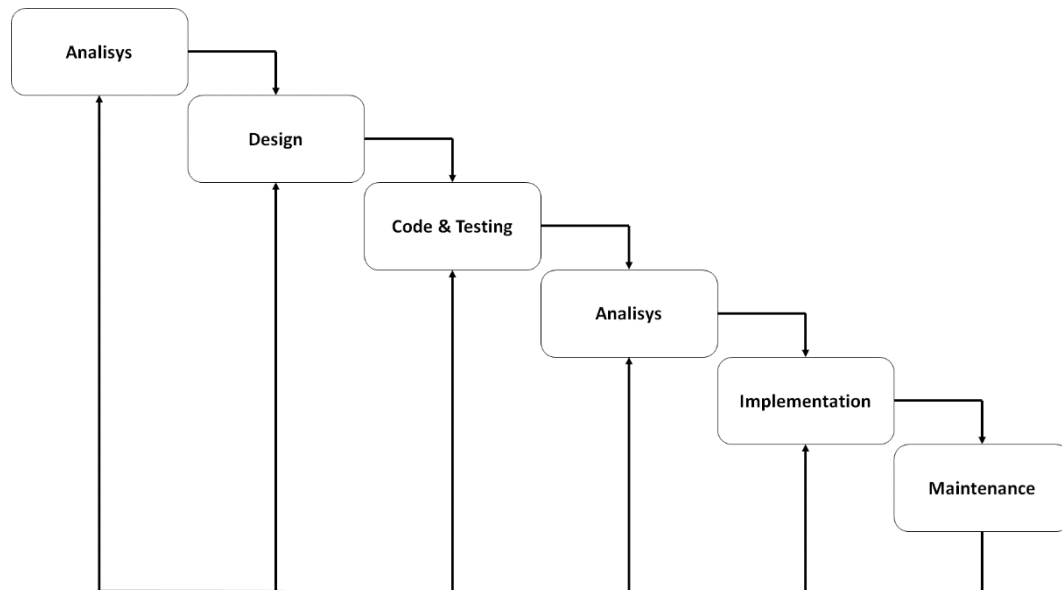 Analisys
Design
Code & Testing
Analisys
Implementation
Maintenance